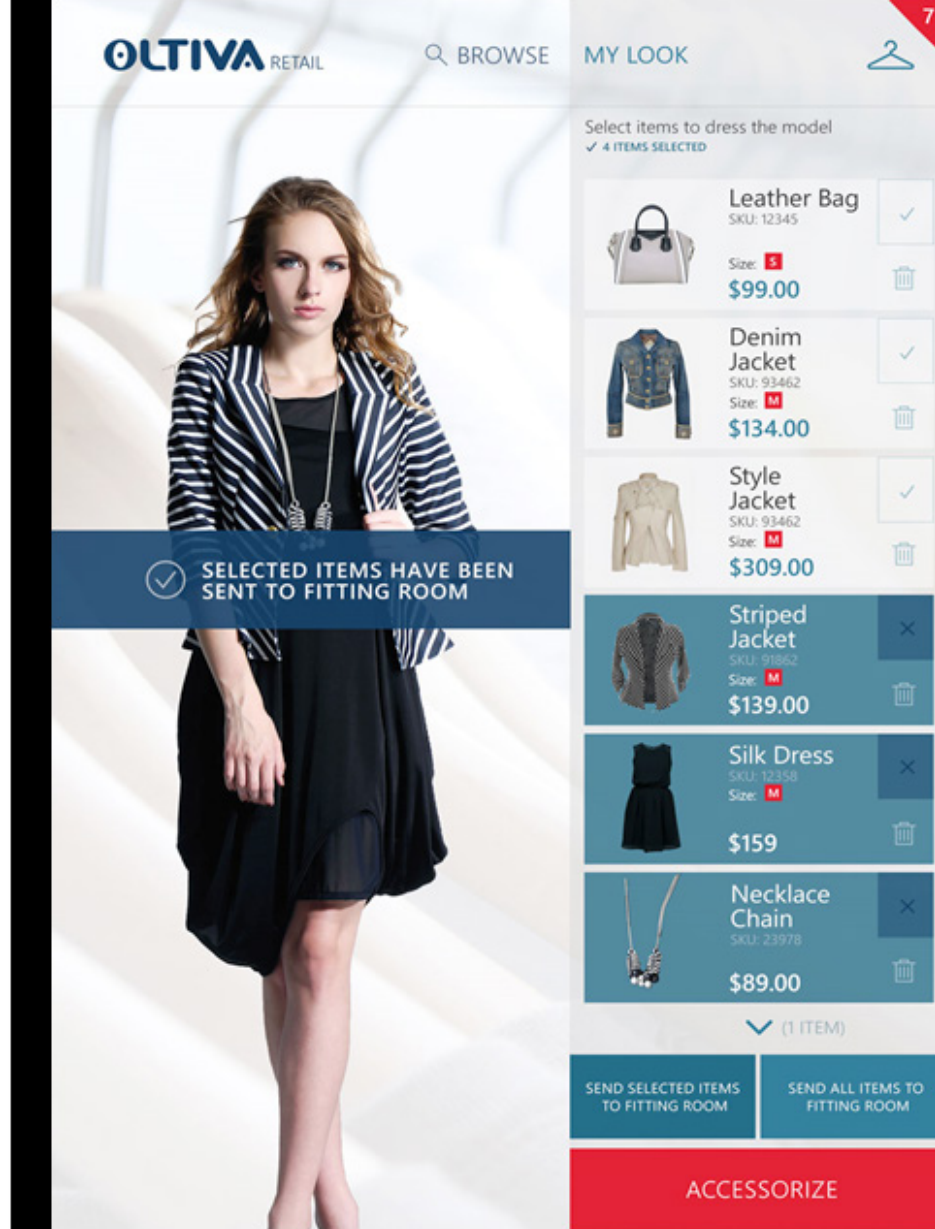 OLTIVA RETAIL
BROWSE
MY LOOK
7
Select items to dress the model
✓ 4 ITEMS SELECTED
Leather Bag
SKU: 12345
Size: S
$99.00
Denim
Jacket
SKU: 93462
Size: M
$134.00
Style
Jacket
SKU: 93462
Size: M
$309.00
SELECTED ITEMS HAVE BEEN
SENT TO FITTING ROOM
Striped
Jacket
SKU: 91862
Size: M
$139.00
Silk Dress
SKU: 12358
Size: M
$159
Necklace
Chain
SKU: 23978
$89.00
(1 ITEM)
SEND SELECTED ITEMS
TO FITTING ROOM
SEND ALL ITEMS TO
FITTING ROOM
ACCESSORIZE